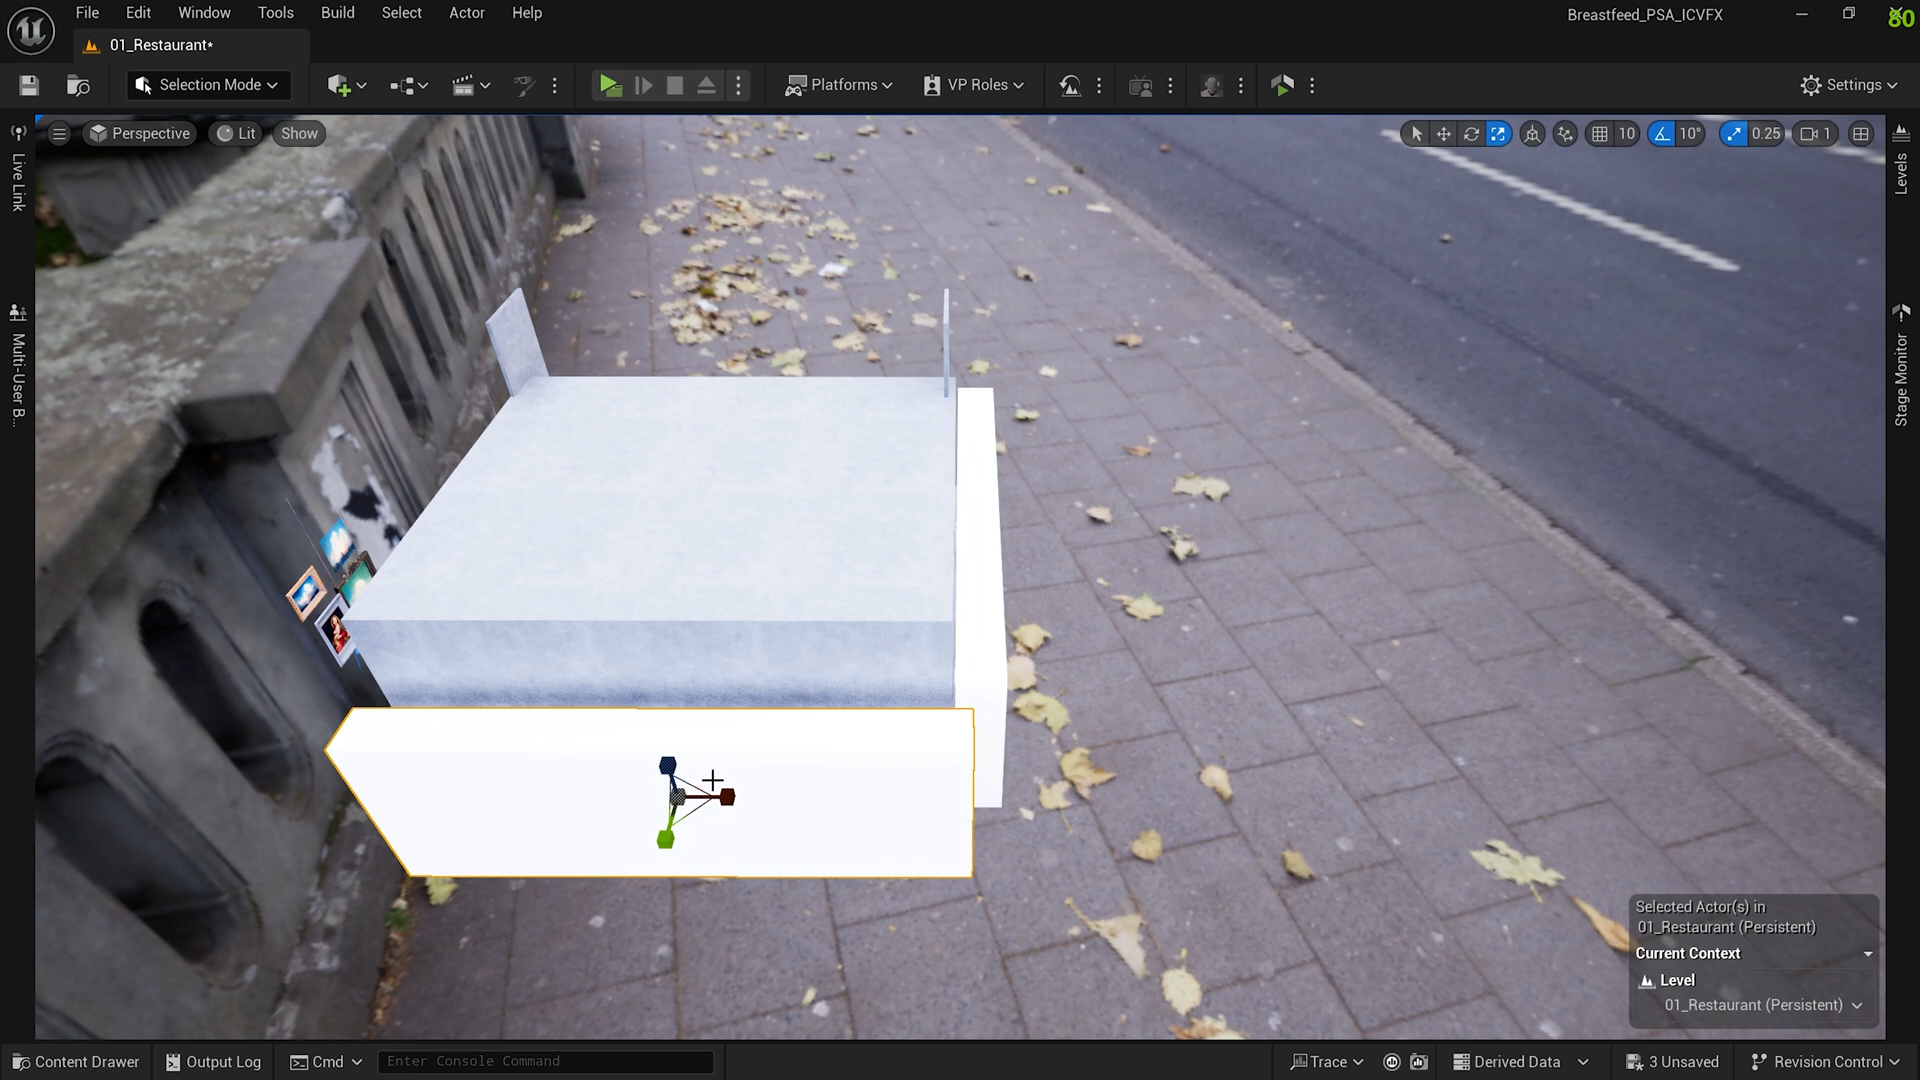 File Edit Window Tools Build Select Actor Help
Breastfeed_PSA_ICVFX
80
01_Restaurant*
Selection Mode
Platforms
VP Roles
Settings
Perspective
Lit
Show
10
10°
0.25
1
Live Link
Multi-User B...
Levels
Stage Monitor
Selected Actor(s) in
01_Restaurant (Persistent)
Current Context
Level
01_Restaurant (Persistent)
Content Drawer
Output Log
Cmd
Enter Console Command
Trace
Derived Data
3 Unsaved
Revision Control